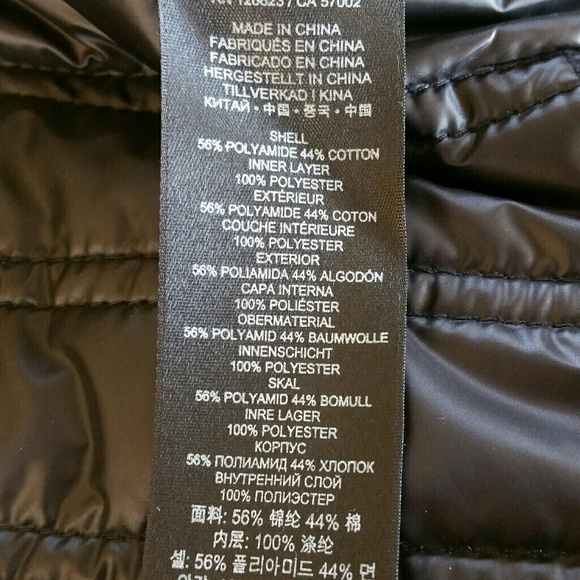 RN 128623 / CA 57002
MADE IN CHINA
FABRIQUÉS EN CHINA
FABRICADO EN CHINA
HERGESTELLT IN CHINA
TILLVERKAD I KINA
КИТАЙ • 中国 • 중국 • 中国
SHELL
56% POLYAMIDE 44% COTTON
INNER LAYER
100% POLYESTER
EXTÉRIEUR
56% POLYAMIDE 44% COTON
COUCHE INTÉRIEURE
100% POLYESTER
EXTERIOR
56% POLIAMIDA 44% ALGODÓN
CAPA INTERNA
100% POLIÉSTER
OBERMATERIAL
56% POLYAMID 44% BAUMWOLLE
INNENSCHICHT
100% POLYESTER
SKAL
56% POLYAMID 44% BOMULL
INRE LAGER
100% POLYESTER
КОРПУС
56% ПОЛИАМИД 44% ХЛОПОК
ВНУТРЕННИЙ СЛОЙ
100% ПОЛИЭСТЕР
面料: 56% 锦纶 44% 棉
内层: 100% 涤纶
셸: 56% 폴리아미드 44% 면